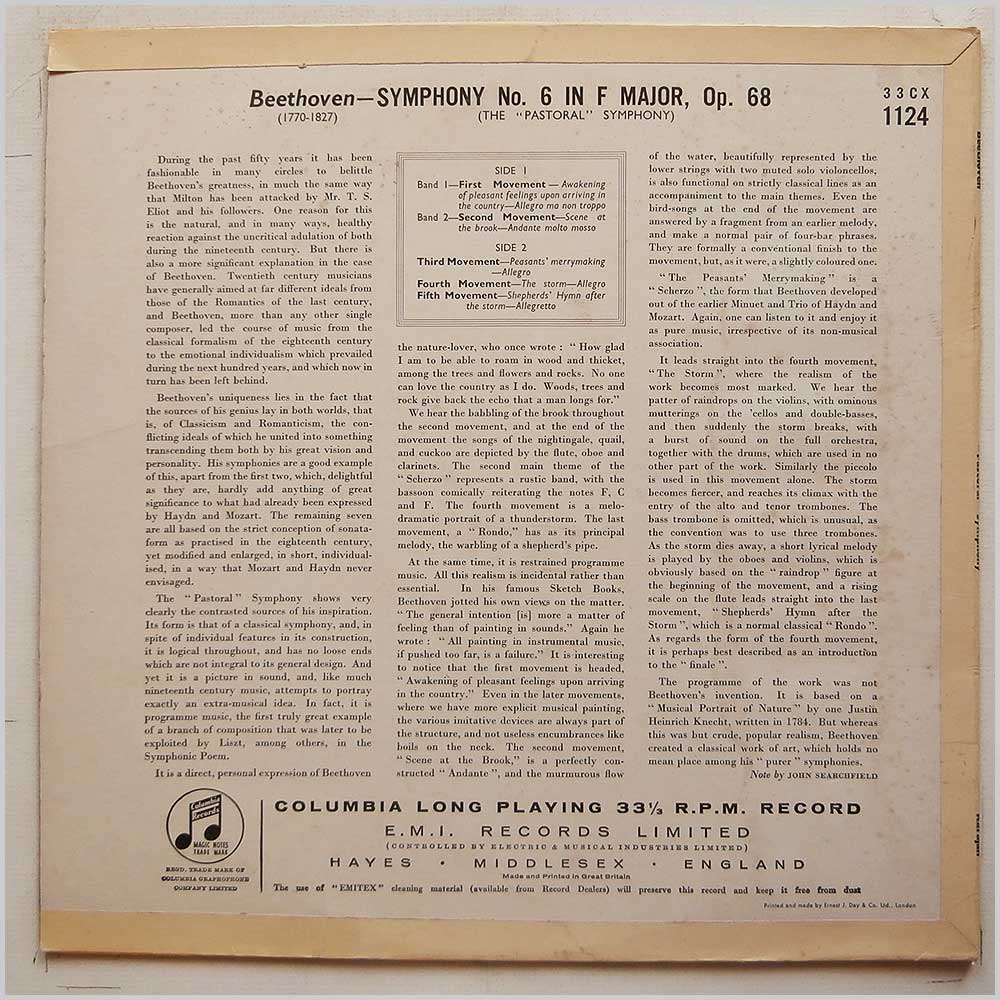 Beethoven—SYMPHONY No. 6 IN F MAJOR, Op. 68
(1770-1827)
(THE "PASTORAL" SYMPHONY)
33CX
1124
During the past fifty years it has been
fashionable in many circles to belittle
Beethoven's greatness, in much the same way
that Milton has been attacked by Mr. T. S.
Eliot and his followers. One reason for this
is the natural, and in many ways, healthy
reaction against the uncritical adulation of both
during the nineteenth century. But there is
also a more significant explanation in the case
of Beethoven. Twentieth century musicians
have generally aimed at far different ideals from
those of the Romantics of the last century,
and Beethoven, more than any other single
composer, led the course of music from the
classical formalism of the eighteenth century
to the emotional individualism which prevailed
during the next hundred years, and which now in
turn has been left behind.
Beethoven's uniqueness lies in the fact that
the sources of his genius lay in both worlds, that
is, of Classicism and Romanticism, the con-
flicting ideals of which he united into something
transcending them both by his great vision and
personality. His symphonies are a good example
of this, apart from the first two, which, delightful
as they are, hardly add anything of great
significance to what had already been expressed
by Haydn and Mozart. The remaining seven
are all based on the strict conception of sonata-
form as practised in the eighteenth century,
yet modified and enlarged, in short, individual-
ised, in a way that Mozart and Haydn never
envisaged.
The "Pastoral" Symphony shows very
clearly the contrasted sources of his inspiration.
Its form is that of a classical symphony, and, in
spite of individual features in its construction,
it is logical throughout, and has no loose ends
which are not integral to its general design. And
yet it is a picture in sound, and, like much
nineteenth century music, attempts to portray
exactly an extra-musical idea. In fact, it is
programme music, the first truly great example
of a branch of composition that was later to be
exploited by Liszt, among others, in the
Symphonic Poem.
It is a direct, personal expression of Beethoven
SIDE 1
Band 1—First Movement—Awakening
of pleasant feelings upon arriving in
the country—Allegro ma non troppo
Band 2—Second Movement—Scene at
the brook—Andante molto mosso
SIDE 2
Third Movement—Peasants' merrymaking
—Allegro
Fourth Movement—The storm—Allegro
Fifth Movement—Shepherds' Hymn after
the storm—Allegretto
the nature-lover, who once wrote : "How glad
I am to be able to roam in wood and thicket,
among the trees and flowers and rocks. No one
can love the country as I do. Woods, trees and
rock give back the echo that a man longs for."
We hear the babbling of the brook throughout
the second movement, and at the end of the
movement the songs of the nightingale, quail,
and cuckoo are depicted by the flute, oboe and
clarinets. The second main theme of the
"Scherzo" represents a rustic band, with the
bassoon comically reiterating the notes F, C
and F. The fourth movement is a melo-
dramatic portrait of a thunderstorm. The last
movement, a "Rondo," has as its principal
melody, the warbling of a shepherd's pipe.
At the same time, it is restrained programme
music. All this realism is incidental rather than
essential. In his famous Sketch Books,
Beethoven jotted his own views on the matter.
"The general intention [is] more a matter of
feeling than of painting in sounds." Again he
wrote : "All painting in instrumental music,
if pushed too far, is a failure." It is interesting
to notice that the first movement is headed,
"Awakening of pleasant feelings upon arriving
in the country." Even in the later movements,
where we have more explicit musical painting,
the various imitative devices are always part of
the structure, and not useless encumbrances like
boils on the neck. The second movement,
"Scene at the Brook," is a perfectly con-
structed "Andante", and the murmurous flow
of the water, beautifully represented by the
lower strings with two muted solo violoncellos,
is also functional on strictly classical lines as an
accompaniment to the main themes. Even the
bird-songs at the end of the movement are
answered by a fragment from an earlier melody,
and make a normal pair of four-bar phrases.
They are formally a conventional finish to the
movement, but, as it were, a slightly coloured one.
"The Peasants' Merrymaking" is a
"Scherzo", the form that Beethoven developed
out of the earlier Minuet and Trio of Haydn and
Mozart. Again, one can listen to it and enjoy it
as pure music, irrespective of its non-musical
association.
It leads straight into the fourth movement,
"The Storm", where the realism of the
work becomes most marked. We hear the
patter of raindrops on the violins, with ominous
mutterings on the 'cellos and double-basses,
and then suddenly the storm breaks, with
a burst of sound on the full orchestra,
together with the drums, which are used in no
other part of the work. Similarly the piccolo
is used in this movement alone. The storm
becomes fiercer, and reaches its climax with the
entry of the alto and tenor trombones. The
bass trombone is omitted, which is unusual, as
the convention was to use three trombones.
As the storm dies away, a short lyrical melody
is played by the oboes and violins, which is
obviously based on the "raindrop" figure at
the beginning of the movement, and a rising
scale on the flute leads straight into the last
movement, "Shepherds' Hymn after the
Storm", which is a normal classical "Rondo".
As regards the form of the fourth movement,
it is perhaps best described as an introduction
to the "finale".
The programme of the work was not
Beethoven's invention. It is based on a
"Musical Portrait of Nature" by one Justin
Heinrich Knecht, written in 1784. But whereas
this was but crude, popular realism, Beethoven
created a classical work of art, which holds no
mean place among his "purer" symphonies.
Note by JOHN SEARCHFIELD
Columbia
Records
MAGIC NOTES
TRADE MARK
REGD. TRADE MARK OF
COLUMBIA GRAPHOPHONE
COMPANY LIMITED
COLUMBIA LONG PLAYING 33⅓ R.P.M. RECORD
E.M.I. RECORDS LIMITED
(CONTROLLED BY ELECTRIC & MUSICAL INDUSTRIES LIMITED)
HAYES · MIDDLESEX · ENGLAND
Made and Printed in Great Britain
The use of "EMITEX" cleaning material (available from Record Dealers) will preserve this record and keep it free from dust
Printed and made by Ernest J. Day & Co. Ltd., London